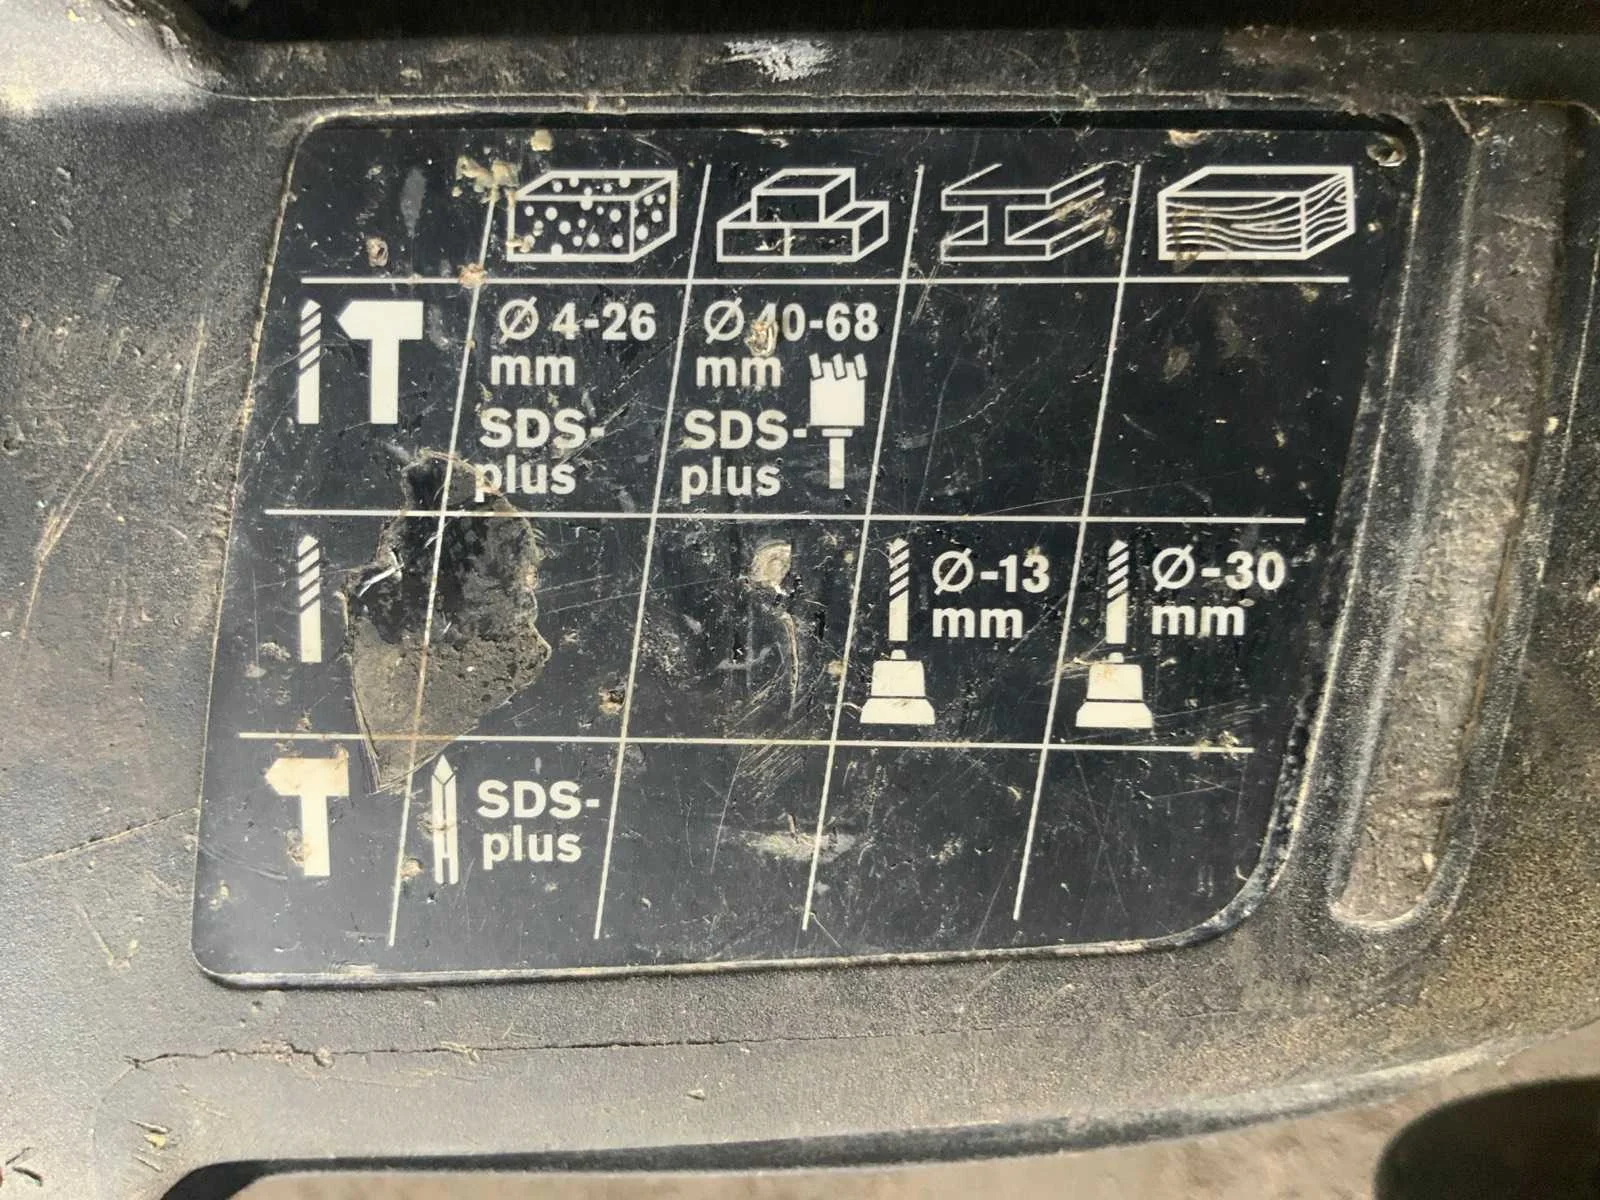 Ø 4-26
mm
SDS-
plus
Ø 40-68
mm
SDS-
plus
Ø-13
mm
Ø-30
mm
SDS-
plus